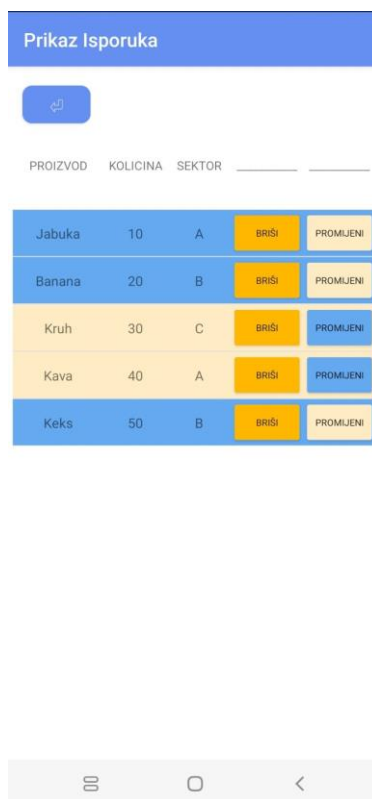 Prikaz Isporuka
PROIZVOD KOLICINA SEKTOR
Jabuka 10 A BRIŠI PROMIJENI
Banana 20 B BRIŠI PROMIJENI
Kruh 30 C BRIŠI PROMIJENI
Kava 40 A BRIŠI PROMIJENI
Keks 50 B BRIŠI PROMIJENI